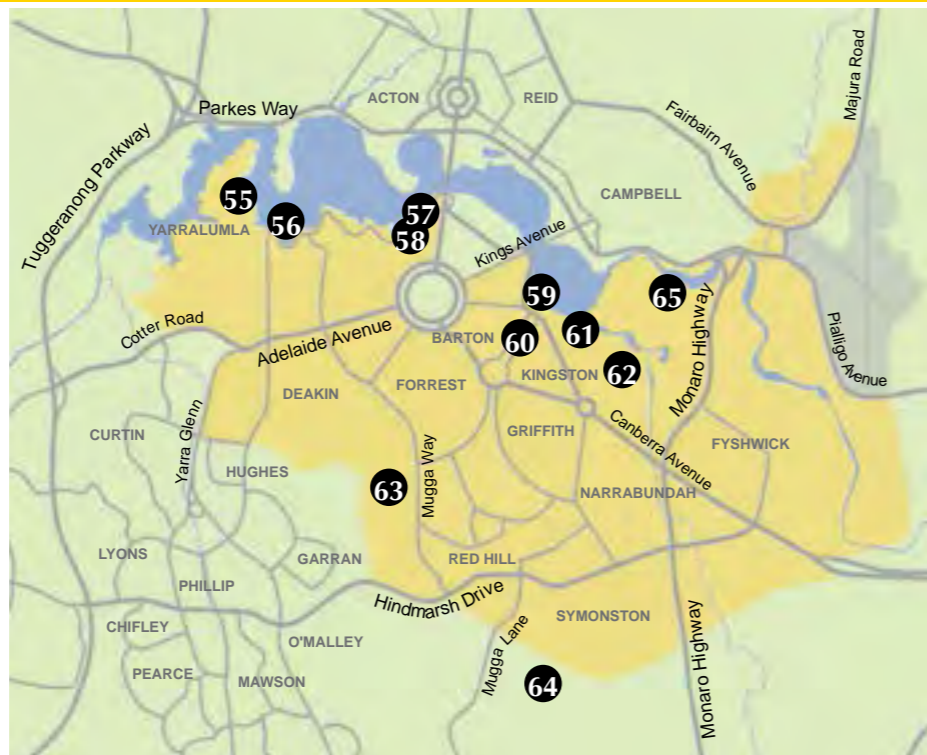 ACTON
REID
Parkes Way
Majura Road
Fairbairn Avenue
Tuggeranong Parkway
CAMPBELL
55
56
57
58
YARRALUMLA
Kings Avenue
59
65
Cotter Road
Adelaide Avenue
BARTON
60
61
62
Monaro Highway
Pialligo Avenue
DEAKIN
FORREST
KINGSTON
CURTIN
Yarra Glenn
GRIFFITH
Canberra Avenue
FYSHWICK
HUGHES
Mugga Way
63
NARRABUNDAH
LYONS
GARRAN
RED HILL
PHILLIP
Hindmarsh Drive
SYMONSTON
CHIFLEY
O'MALLEY
Mugga Lane
Monaro Highway
PEARCE
MAWSON
64